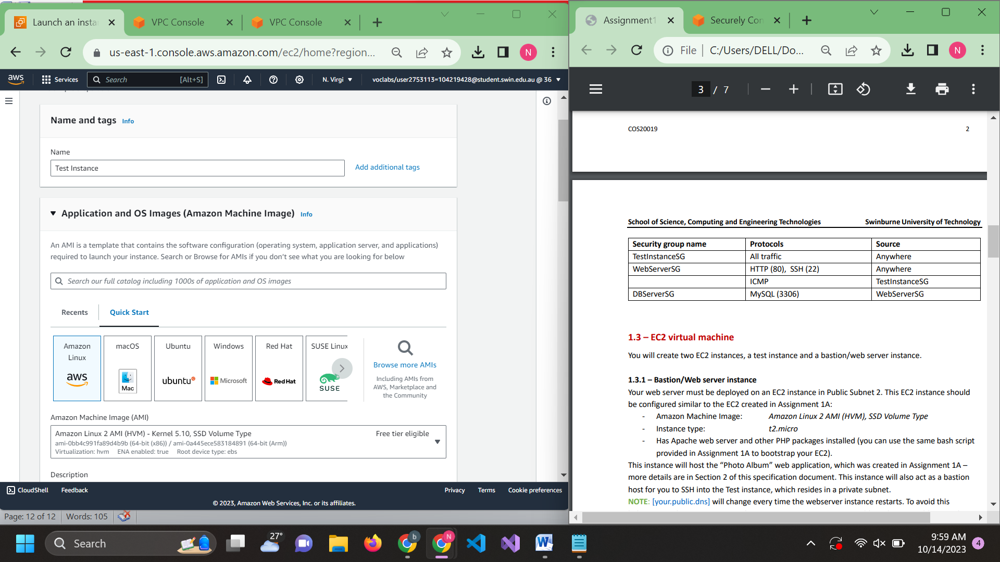 Launch an insta
VPC Console
VPC Console
us-east-1.console.aws.amazon.com/ec2/home?region...
N
aws
Services
Search
[Alt+S]
N. Virgi
voclabs/user2753113=104219428@student.swin.edu.au @ 36
Name and tags Info
Name
Test Instance
Add additional tags
Application and OS Images (Amazon Machine Image) Info
An AMI is a template that contains the software configuration (operating system, application server, and applications)
required to launch your instance. Search or Browse for AMIs if you don't see what you are looking for below
Search our full catalog including 1000s of application and OS images
Recents
Quick Start
Amazon
Linux
aws
macOS
Mac
Ubuntu
ubuntu
Windows
Microsoft
Red Hat
Red Hat
SUSE Linux
SUSE
Browse more AMIs
Including AMIs from
AWS, Marketplace and
the Community
Amazon Machine Image (AMI)
Amazon Linux 2 AMI (HVM) - Kernel 5.10, SSD Volume Type
Free tier eligible
ami-0bb4c991fa89d4b9b (64-bit (x86)) / ami-0a445ece583184891 (64-bit (Arm))
Virtualization: hvm ENA enabled: true Root device type: ebs
Description
CloudShell
Feedback
Privacy
Terms
Cookie preferences
© 2023, Amazon Web Services, Inc. or its affiliates.
Page: 12 of 12
Words: 105
Assignment1
Securely Con
File
C:/Users/DELL/Do...
N
3 / 7
COS20019
2
School of Science, Computing and Engineering Technologies
Swinburne University of Technology
Security group name Protocols Source
TestInstanceSG All traffic Anywhere
WebServerSG HTTP (80), SSH (22) Anywhere
ICMP TestInstanceSG
DBServerSG MySQL (3306) WebServerSG
1.3 – EC2 virtual machine
You will create two EC2 instances, a test instance and a bastion/web server instance.
1.3.1 – Bastion/Web server instance
Your web server must be deployed on an EC2 instance in Public Subnet 2. This EC2 instance should
be configured similar to the EC2 created in Assignment 1A:
- Amazon Machine Image: Amazon Linux 2 AMI (HVM), SSD Volume Type
- Instance type: t2.micro
- Has Apache web server and other PHP packages installed (you can use the same bash script
provided in Assignment 1A to bootstrap your EC2).
This instance will host the “Photo Album” web application, which was created in Assignment 1A –
more details are in Section 2 of this specification document. This instance will also act as a bastion
host for you to SSH into the Test instance, which resides in a private subnet.
NOTE: [your.public.dns] will change every time the webserver instance restarts. To avoid this
Search
27°
b
N
9:59 AM
10/14/2023
4